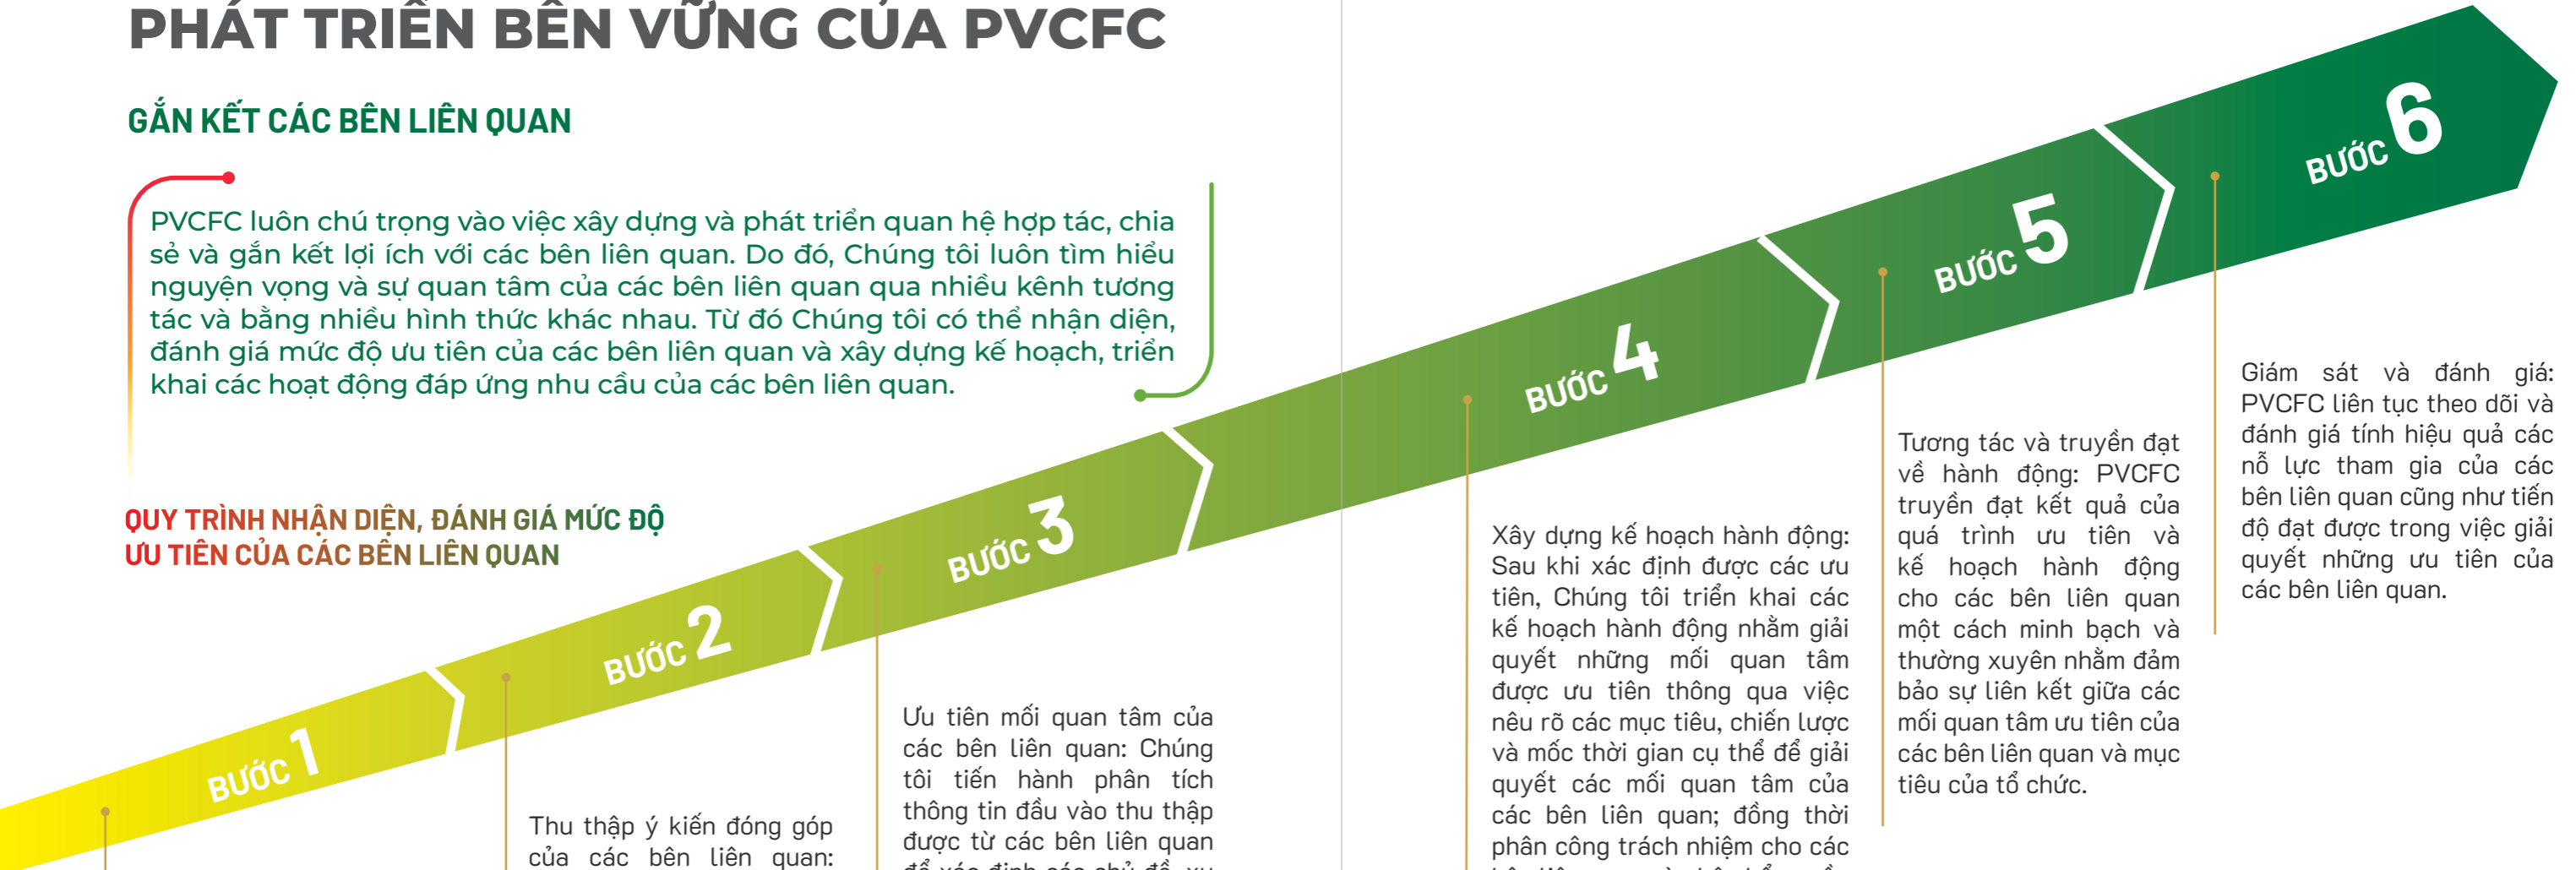 PHÁT TRIỂN BỀN VỮNG CỦA PVCFC
GẮN KẾT CÁC BÊN LIÊN QUAN
PVCFC luôn chú trọng vào việc xây dựng và phát triển quan hệ hợp tác, chia
sẻ và gắn kết lợi ích với các bên liên quan. Do đó, Chúng tôi luôn tìm hiểu
nguyện vọng và sự quan tâm của các bên liên quan qua nhiều kênh tương
tác và bằng nhiều hình thức khác nhau. Từ đó Chúng tôi có thể nhận diện,
đánh giá mức độ ưu tiên của các bên liên quan và xây dựng kế hoạch, triển
khai các hoạt động đáp ứng nhu cầu của các bên liên quan.
QUY TRÌNH NHẬN DIỆN, ĐÁNH GIÁ MỨC ĐỘ
ƯU TIÊN CỦA CÁC BÊN LIÊN QUAN
BƯỚC 1
BƯỚC 2
Thu thập ý kiến đóng góp
của các bên liên quan:
BƯỚC 3
Ưu tiên mối quan tâm của
các bên liên quan: Chúng
tôi tiến hành phân tích
thông tin đầu vào thu thập
được từ các bên liên quan
để xác định các chủ đề, xu
BƯỚC 4
Xây dựng kế hoạch hành động:
Sau khi xác định được các ưu
tiên, Chúng tôi triển khai các
kế hoạch hành động nhằm giải
quyết những mối quan tâm
được ưu tiên thông qua việc
nêu rõ các mục tiêu, chiến lược
và mốc thời gian cụ thể để giải
quyết các mối quan tâm của
các bên liên quan; đồng thời
phân công trách nhiệm cho các
BƯỚC 5
Tương tác và truyền đạt
về hành động: PVCFC
truyền đạt kết quả của
quá trình ưu tiên và
kế hoạch hành động
cho các bên liên quan
một cách minh bạch và
thường xuyên nhằm đảm
bảo sự liên kết giữa các
mối quan tâm ưu tiên của
các bên liên quan và mục
tiêu của tổ chức.
BƯỚC 6
Giám sát và đánh giá:
PVCFC liên tục theo dõi và
đánh giá tính hiệu quả các
nỗ lực tham gia của các
bên liên quan cũng như tiến
độ đạt được trong việc giải
quyết những ưu tiên của
các bên liên quan.